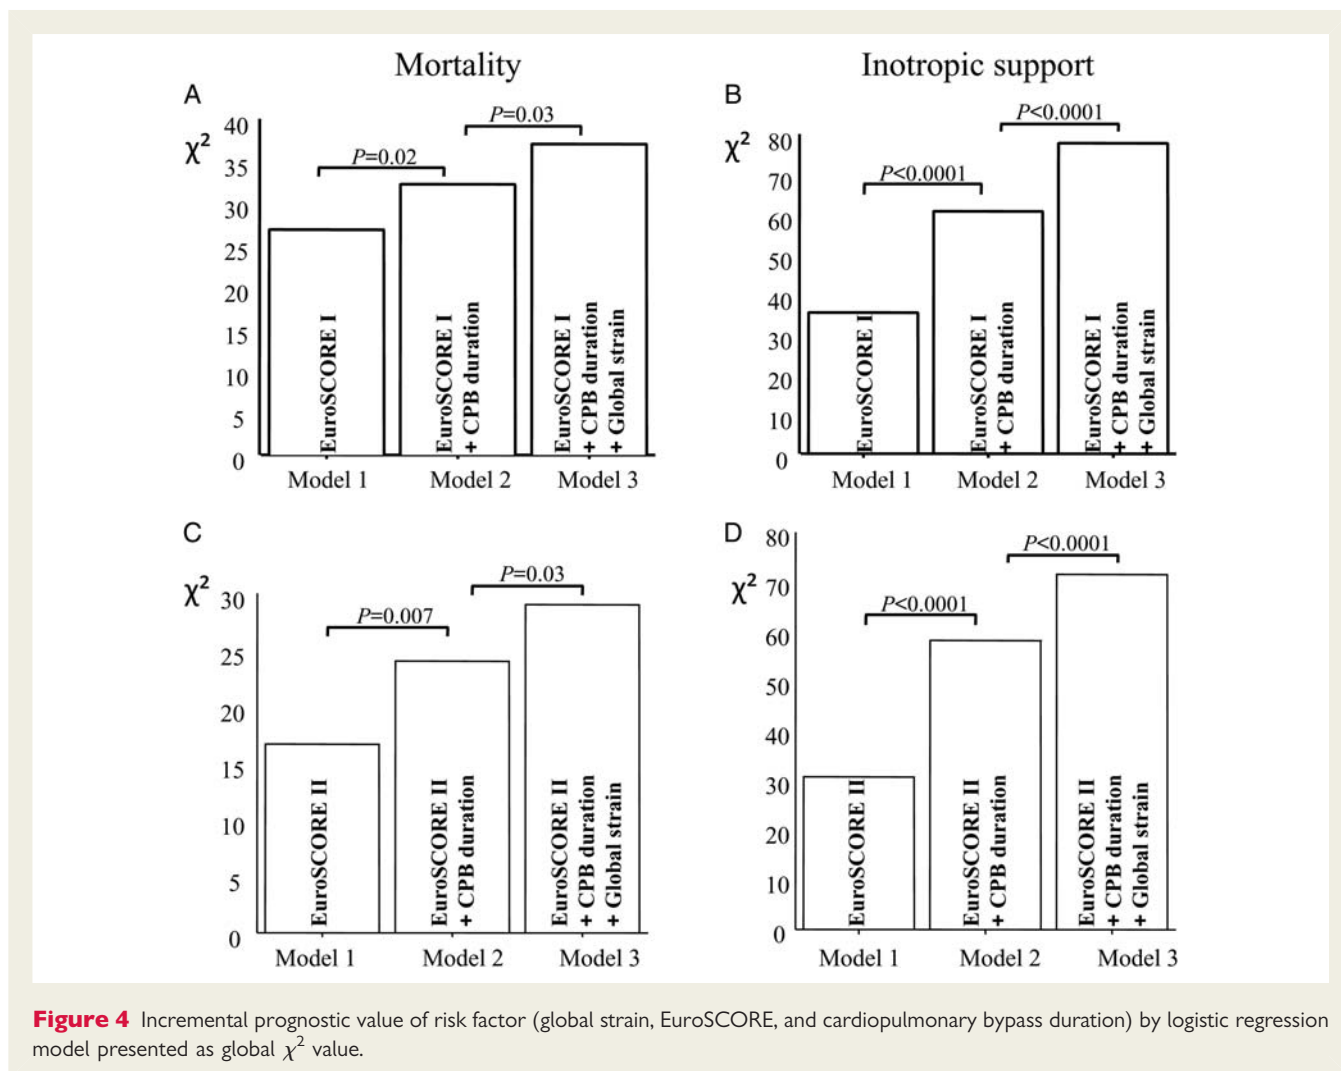 Mortality
Inotropic support
A
χ²
40
35
30
25
20
15
10
5
0
P=0.02
P=0.03
EuroSCORE I
EuroSCORE I
+ CPB duration
EuroSCORE I
+ CPB duration
+ Global strain
Model 1
Model 2
Model 3
B
χ²
80
70
60
50
40
30
20
10
0
P<0.0001
P<0.0001
EuroSCORE I
EuroSCORE I
+ CPB duration
EuroSCORE I
+ CPB duration
+ Global strain
Model 1
Model 2
Model 3
C
χ²
30
25
20
15
10
5
0
P=0.007
P=0.03
EuroSCORE II
EuroSCORE II
+ CPB duration
EuroSCORE II
+ CPB duration
+ Global strain
Model 1
Model 2
Model 3
D
χ²
80
70
60
50
40
30
20
10
0
P<0.0001
P<0.0001
EuroSCORE II
EuroSCORE II
+ CPB duration
EuroSCORE II
+ CPB duration
+ Global strain
Model 1
Model 2
Model 3
Figure 4 Incremental prognostic value of risk factor (global strain, EuroSCORE, and cardiopulmonary bypass duration) by logistic regression
model presented as global χ² value.